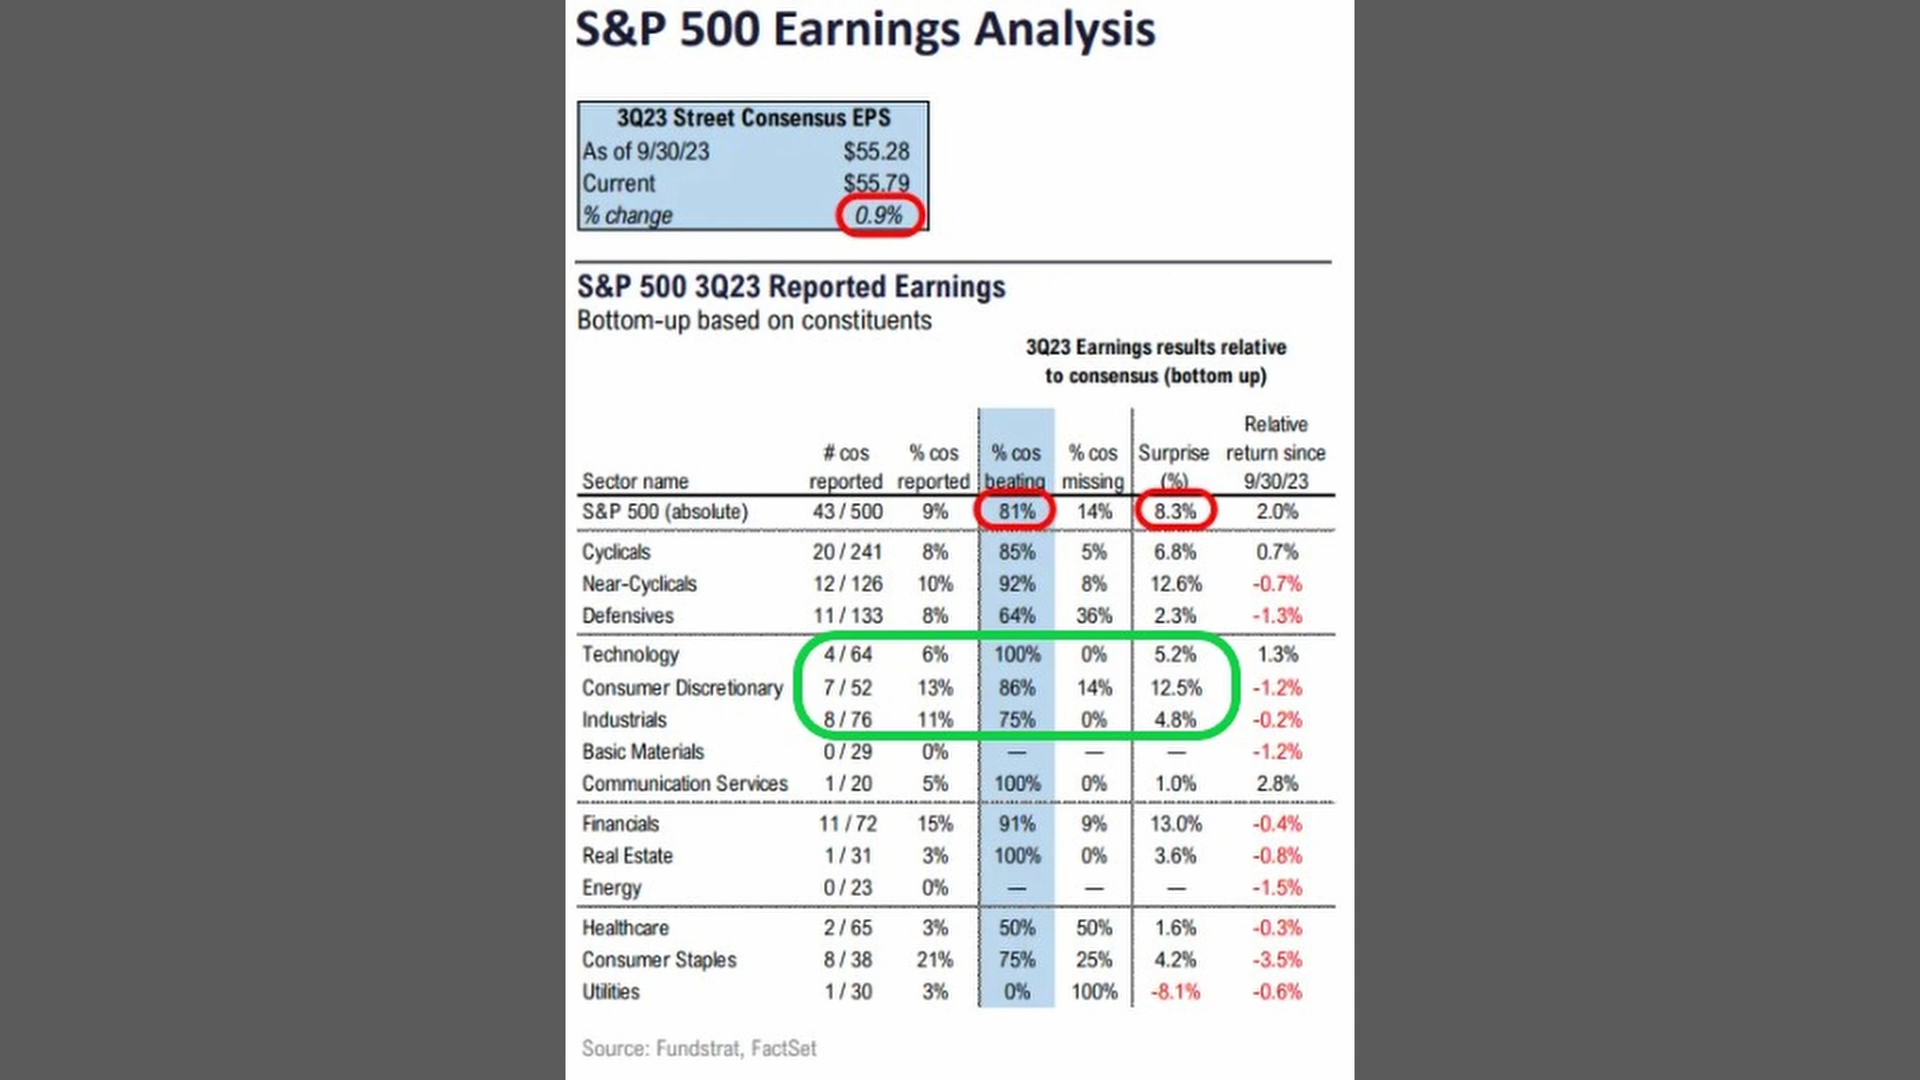 S&P 500 Earnings Analysis
3Q23 Street Consensus EPS
As of 9/30/23 $55.28
Current $55.79
% change 0.9%
S&P 500 3Q23 Reported Earnings
Bottom-up based on constituents
3Q23 Earnings results relative
to consensus (bottom up)
Relative
# cos % cos % cos % cos Surprise return since
Sector name reported reported beating missing (%) 9/30/23
S&P 500 (absolute) 43 / 500 9% 81% 14% 8.3% 2.0%
Cyclicals 20 / 241 8% 85% 5% 6.8% 0.7%
Near-Cyclicals 12 / 126 10% 92% 8% 12.6% -0.7%
Defensives 11 / 133 8% 64% 36% 2.3% -1.3%
Technology 4 / 64 6% 100% 0% 5.2% 1.3%
Consumer Discretionary 7 / 52 13% 86% 14% 12.5% -1.2%
Industrials 8 / 76 11% 75% 0% 4.8% -0.2%
Basic Materials 0 / 29 0% — — — -1.2%
Communication Services 1 / 20 5% 100% 0% 1.0% 2.8%
Financials 11 / 72 15% 91% 9% 13.0% -0.4%
Real Estate 1 / 31 3% 100% 0% 3.6% -0.8%
Energy 0 / 23 0% — — — -1.5%
Healthcare 2 / 65 3% 50% 50% 1.6% -0.3%
Consumer Staples 8 / 38 21% 75% 25% 4.2% -3.5%
Utilities 1 / 30 3% 0% 100% -8.1% -0.6%
Source: Fundstrat, FactSet